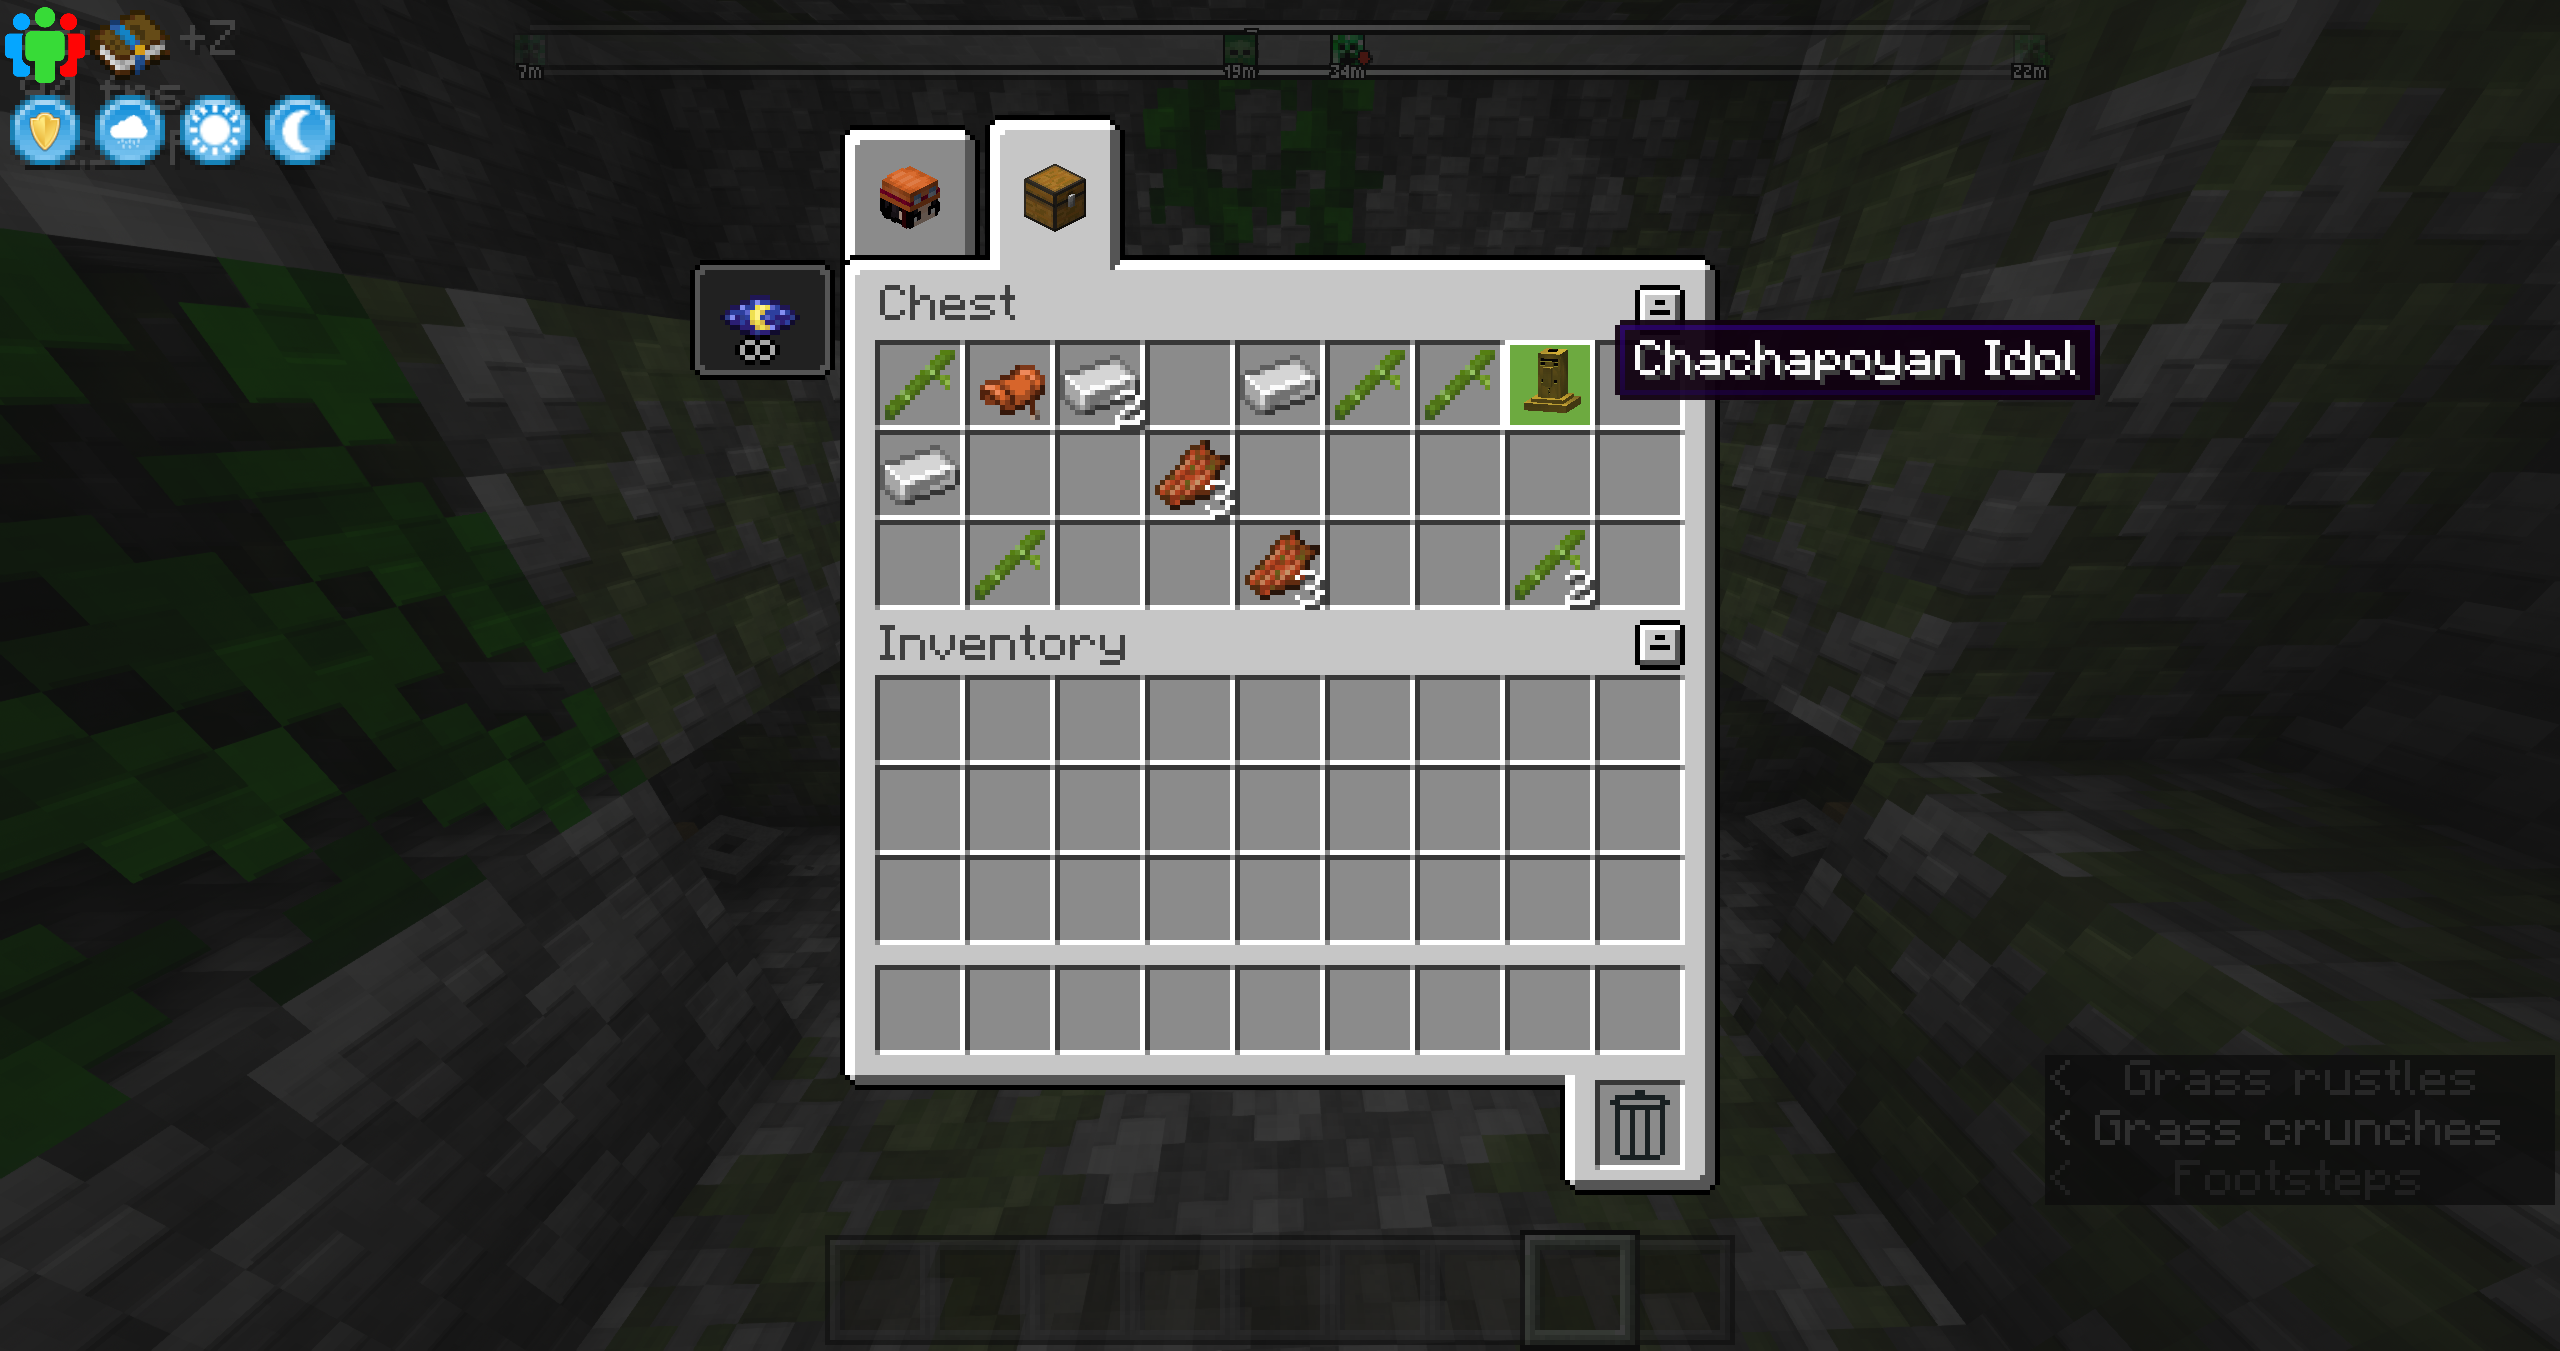 +Z
7m
19m
34m
22m
Chest
Chachapoyan Idol
2
3
3
2
Inventory
< Grass rustles
< Grass crunches
< Footsteps